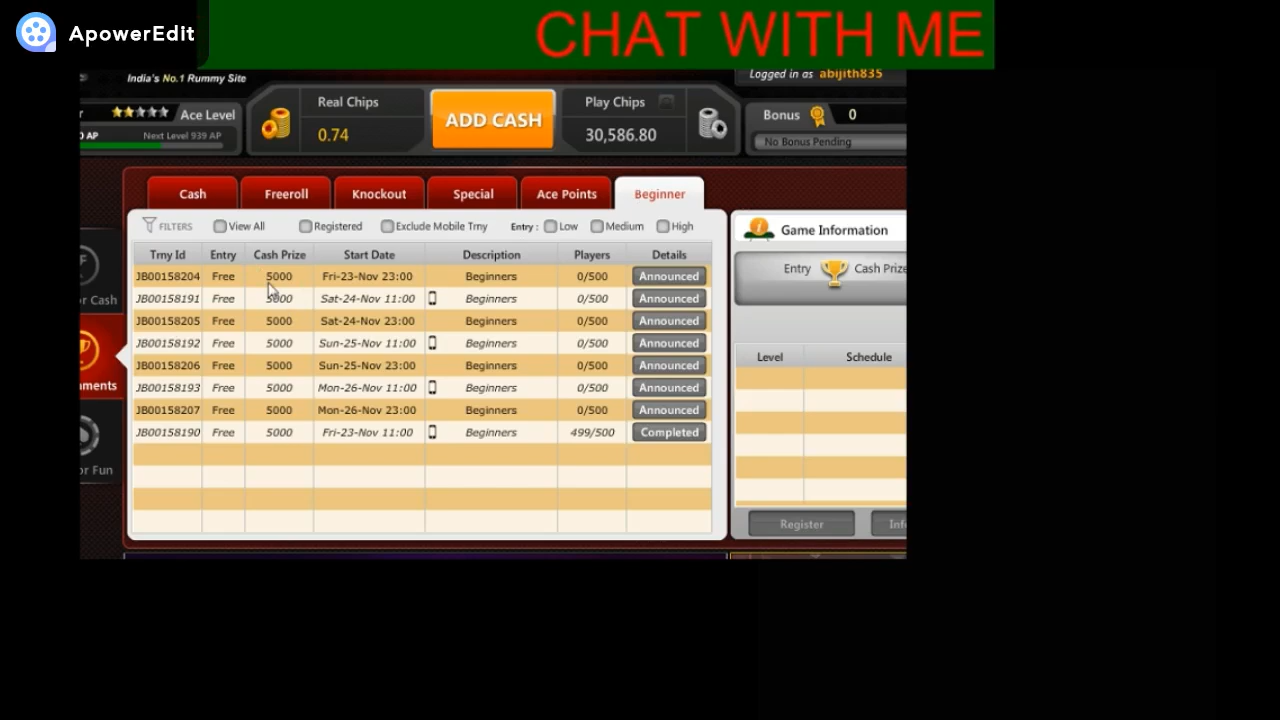 ApowerEdit
CHAT WITH ME
India's No.1 Rummy Site
Logged in as abijith835
Ace Level
AP Next Level 939 AP
Real Chips
0.74
ADD CASH
Play Chips
30,586.80
Bonus 0
No Bonus Pending
Cash Freeroll Knockout Special Ace Points Beginner
FILTERS View All Registered Exclude Mobile Trny Entry : Low Medium High
Trny Id Entry Cash Prize Start Date Description Players Details
JB00158204 Free 5000 Fri-23-Nov 23:00 Beginners 0/500 Announced
JB00158191 Free 5000 Sat-24-Nov 11:00 Beginners 0/500 Announced
JB00158205 Free 5000 Sat-24-Nov 23:00 Beginners 0/500 Announced
JB00158192 Free 5000 Sun-25-Nov 11:00 Beginners 0/500 Announced
JB00158206 Free 5000 Sun-25-Nov 23:00 Beginners 0/500 Announced
JB00158193 Free 5000 Mon-26-Nov 11:00 Beginners 0/500 Announced
JB00158207 Free 5000 Mon-26-Nov 23:00 Beginners 0/500 Announced
JB00158190 Free 5000 Fri-23-Nov 11:00 Beginners 499/500 Completed
Cash
Fun
Game Information
Entry Cash Prize
Level Schedule
Register